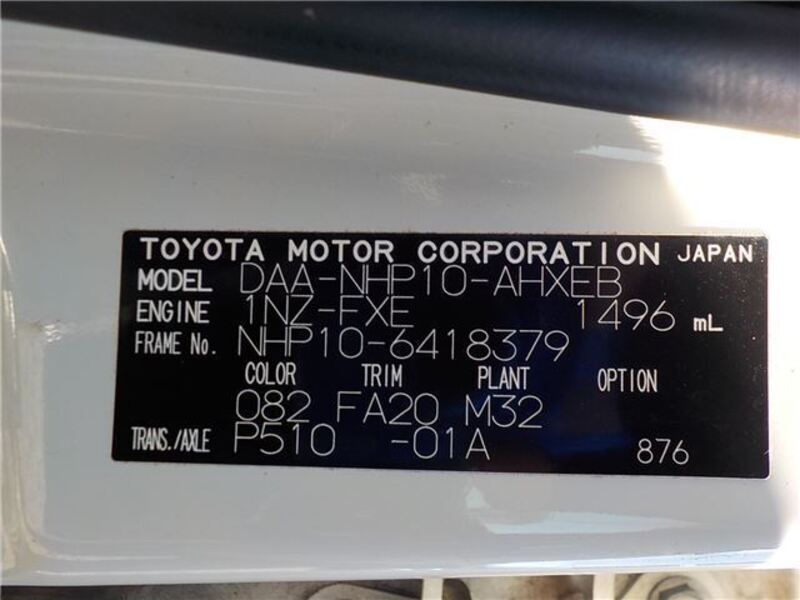 TOYOTA MOTOR CORPORATION JAPAN
MODEL DAA-NHP10-AHXEB
ENGINE 1NZ-FXE 1496 mL
FRAME No. NHP10-6418379
COLOR TRIM PLANT OPTION
082 FA20 M32
TRANS./AXLE P510 -01A 876